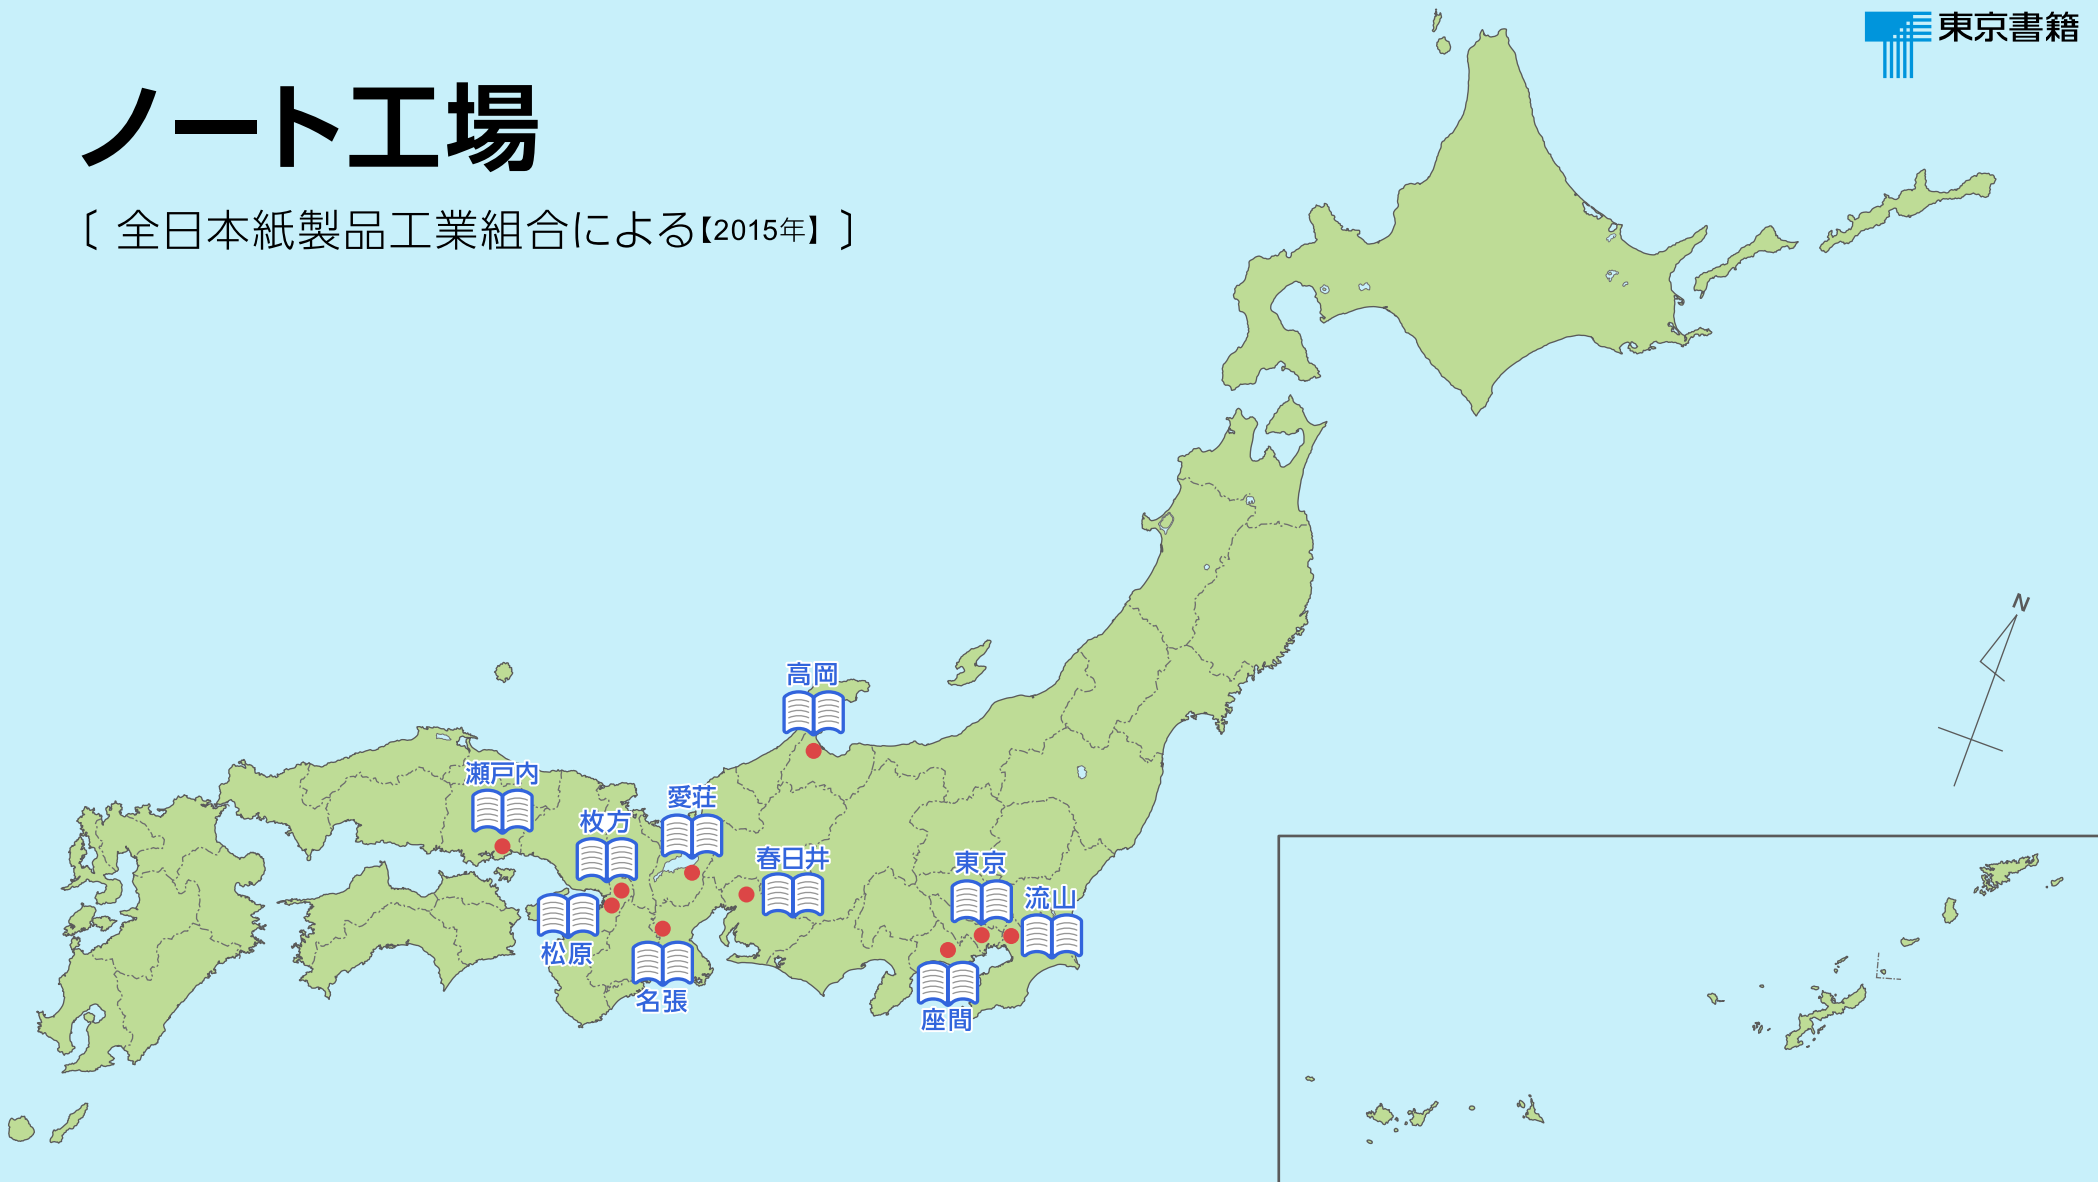 東京書籍
ノート工場
〔 全日本紙製品工業組合による【2015年】 〕
N
高岡
瀬戸内
愛荘
枚方
春日井
東京
流山
松原
名張
座間